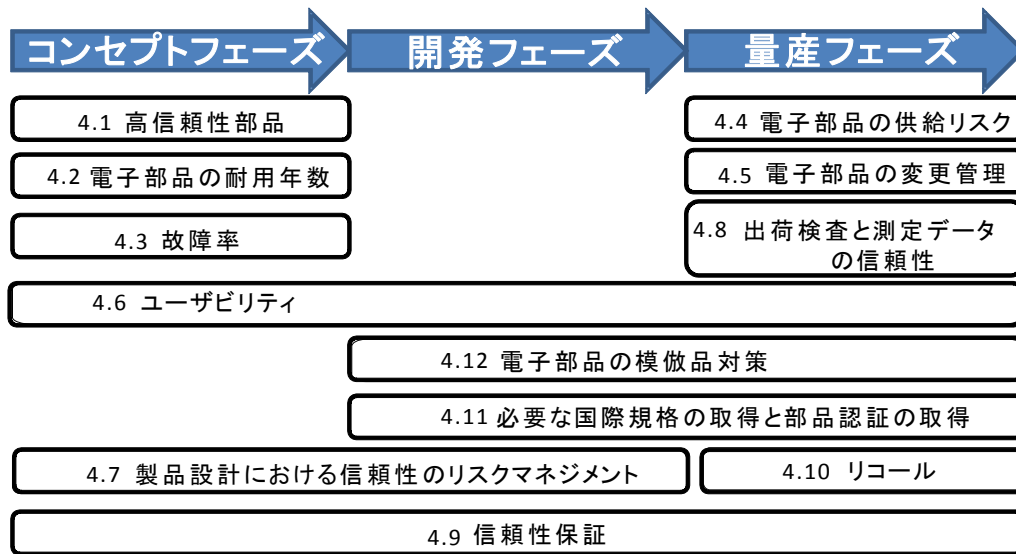 コンセプトフェーズ
開発フェーズ
量産フェーズ
4.1 高信頼性部品
4.4 電子部品の供給リスク
4.2 電子部品の耐用年数
4.5 電子部品の変更管理
4.3 故障率
4.8 出荷検査と測定データ
の信頼性
4.6 ユーザビリティ
4.12 電子部品の模倣品対策
4.11 必要な国際規格の取得と部品認証の取得
4.7 製品設計における信頼性のリスクマネジメント
4.10 リコール
4.9 信頼性保証